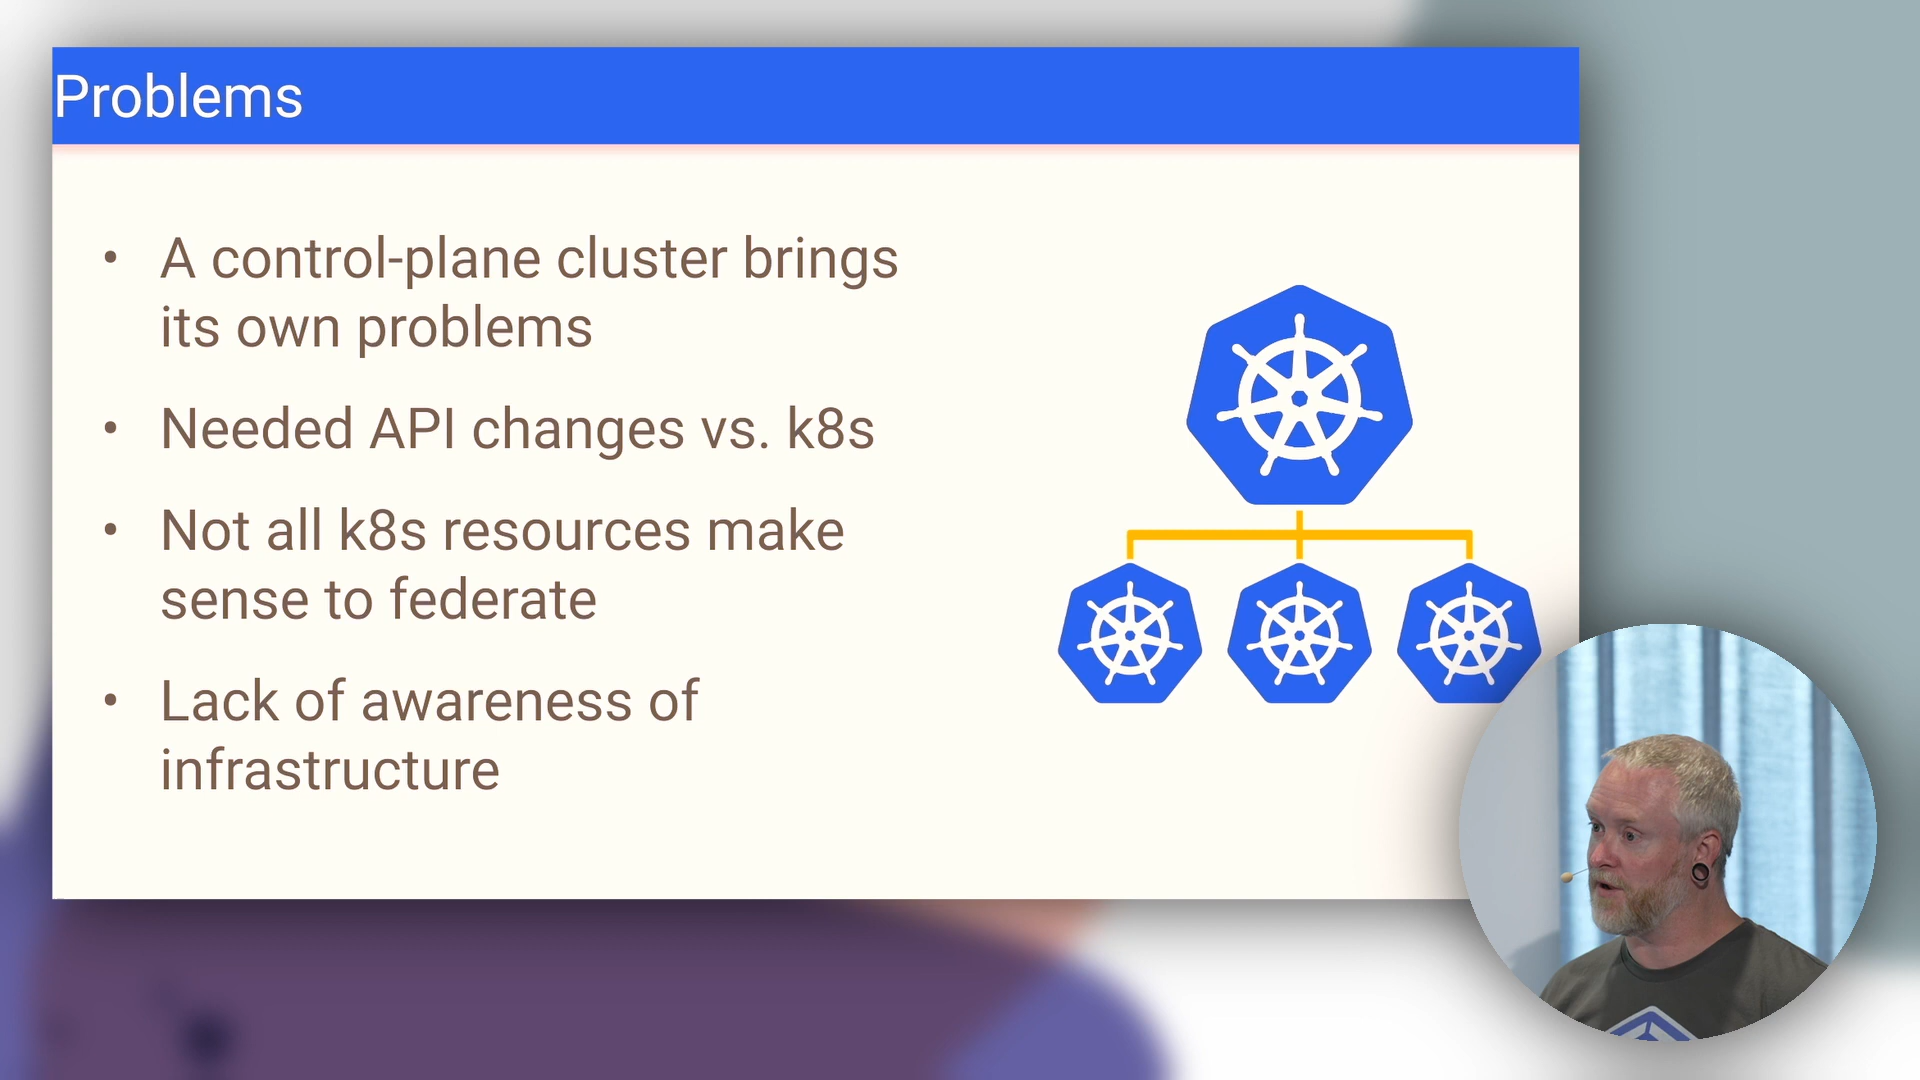 Problems
• A control-plane cluster brings
its own problems
• Needed API changes vs. k8s
• Not all k8s resources make
sense to federate
• Lack of awareness of
infrastructure